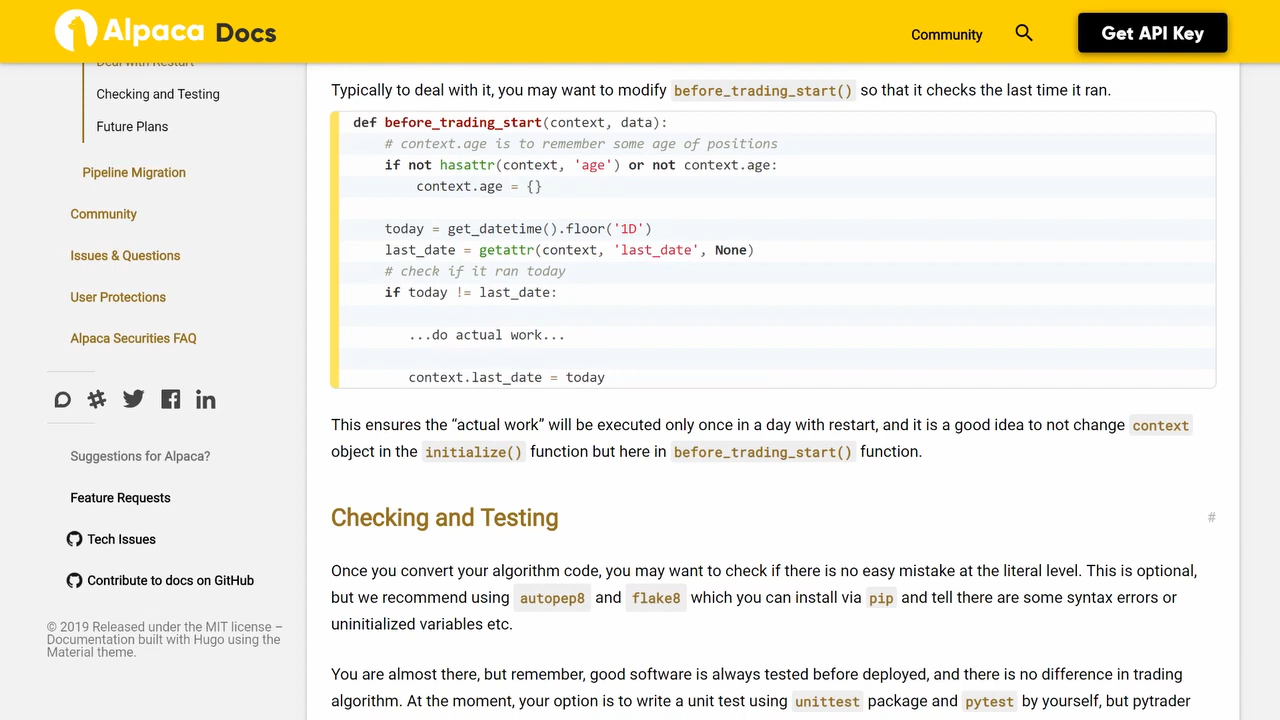 Alpaca Docs
Community
Get API Key
Deal with Restart
Checking and Testing
Future Plans
Pipeline Migration
Community
Issues & Questions
User Protections
Alpaca Securities FAQ
Suggestions for Alpaca?
Feature Requests
Tech Issues
Contribute to docs on GitHub
© 2019 Released under the MIT license –
Documentation built with Hugo using the
Material theme.
Typically to deal with it, you may want to modify before_trading_start() so that it checks the last time it ran.
def before_trading_start(context, data):
    # context.age is to remember some age of positions
    if not hasattr(context, 'age') or not context.age:
        context.age = {}
    today = get_datetime().floor('1D')
    last_date = getattr(context, 'last_date', None)
    # check if it ran today
    if today != last_date:
       ...do actual work...
       context.last_date = today
This ensures the “actual work” will be executed only once in a day with restart, and it is a good idea to not change context
object in the initialize() function but here in before_trading_start() function.
Checking and Testing
#
Once you convert your algorithm code, you may want to check if there is no easy mistake at the literal level. This is optional,
but we recommend using autopep8 and flake8 which you can install via pip and tell there are some syntax errors or
uninitialized variables etc.
You are almost there, but remember, good software is always tested before deployed, and there is no difference in trading
algorithm. At the moment, your option is to write a unit test using unittest package and pytest by yourself, but pytrader